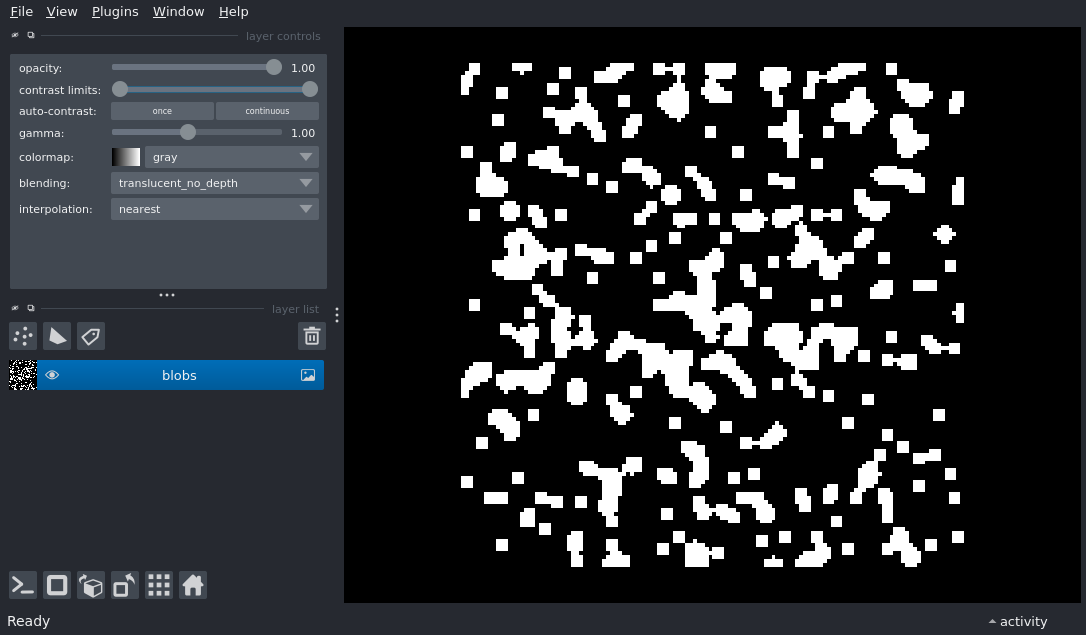 File View Plugins Window Help
layer controls
opacity: 1.00
contrast limits:
auto-contrast: once continuous
gamma: 1.00
colormap: gray
blending: translucent_no_depth
interpolation: nearest
layer list
blobs
Ready activity